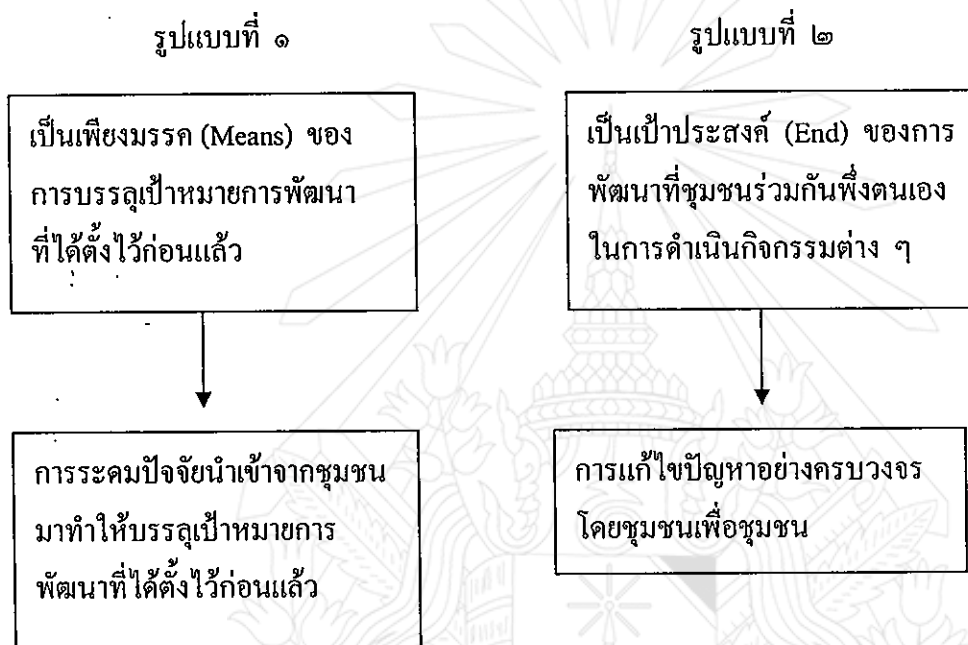 รูปแบบที่ ๑
เป็นเพียงมรรค (Means) ของ
การบรรลุเป้าหมายการพัฒนา
ที่ได้ตั้งไว้ก่อนแล้ว
การระดมปัจจัยนำเข้าจากชุมชน
มาทำให้บรรลุเป้าหมายการ
พัฒนาที่ได้ตั้งไว้ก่อนแล้ว
รูปแบบที่ ๒
เป็นเป้าประสงค์ (End) ของการ
พัฒนาที่ชุมชนร่วมกันพึ่งตนเอง
ในการดำเนินกิจกรรมต่าง ๆ
การแก้ไขปัญหาอย่างครบวงจร
โดยชุมชนเพื่อชุมชน